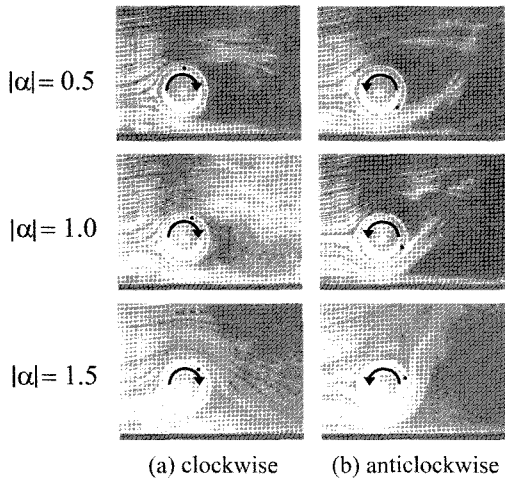 |α| = 0.5
|α| = 1.0
|α| = 1.5
(a) clockwise
(b) anticlockwise